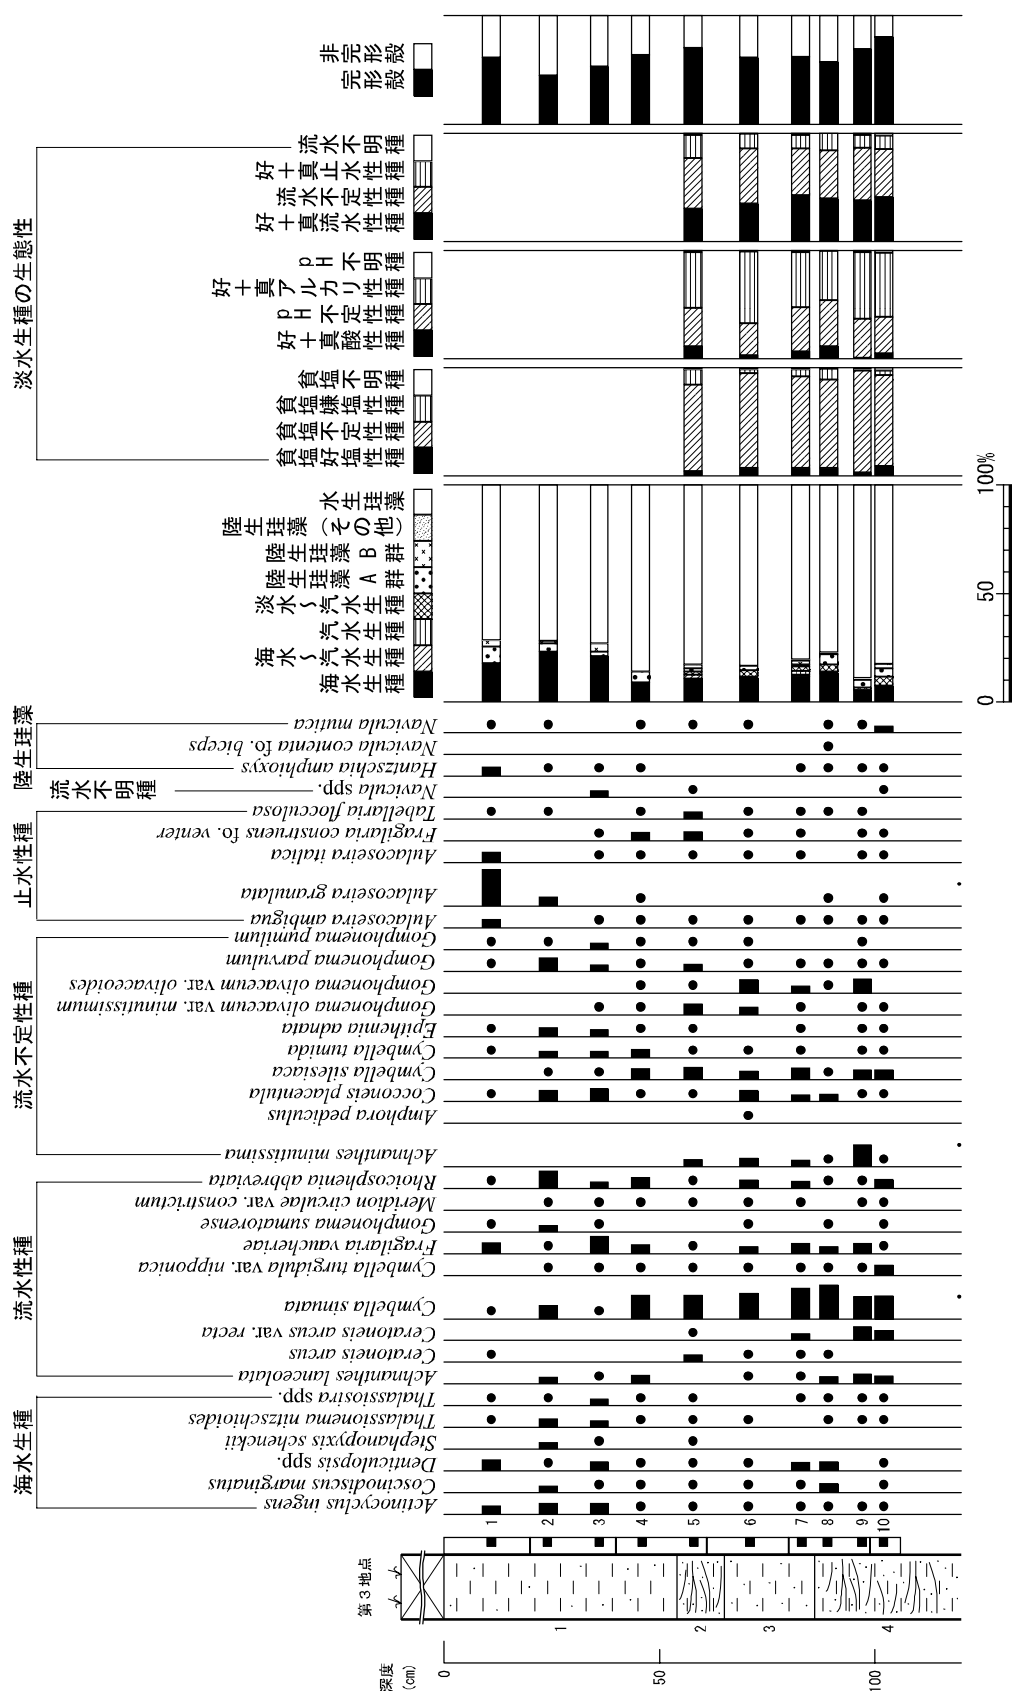 淡水生種の生態性
非完形殻
完形殻
流水不明種
好+真止水性種
流水不定性種
好+真流水性種
pH不明種
好+真アルカリ性種
pH不定性種
好+真酸性種
貧塩不明種
貧塩嫌塩性種
貧塩不定性種
貧塩好塩性種
水生珪藻
陸生珪藻(その他)
陸生珪藻B群
陸生珪藻A群
淡水~汽水生種
汽水生種
海水~汽水生種
海水生種
0 50 100%
陸生珪藻
Navicula mutica
Navicula contenta fo. biceps
Hantzschia amphioxys
流水不明種
Navicula spp.
止水性種
Tabellaria flocculosa
Fragilaria construens fo. venter
Aulacoseira italica
Aulacoseira granulata
Aulacoseira ambigua
流水不定性種
Gomphonema pumilum
Gomphonema parvulum
Gomphonema olivaceum var. olivaceoides
Gomphonema olivaceum var. minutissimum
Epithemia adnata
Cymbella tumida
Cymbella silesiaca
Cocconeis placentula
Amphora pediculus
Achnanthes minutissima
流水性種
Rhoicosphenia abbreviata
Meridion circulae var. constrictum
Gomphonema sumatorense
Fragilaria vaucheriae
Cymbella turgidula var. nipponica
Cymbella sinuata
Ceratoneis arcus var. recta
Ceratoneis arcus
Achnanthes lanceolata
海水生種
Thalassiosira spp.
Thalassionema nitzschioides
Stephanopyxis schenckii
Denticulopsis spp.
Coscinodiscus marginatus
Actinocyclus ingens
1 2 3 4 5 6 7 8 9 10
第3地点
1 2 3 4
深度
(cm)
0 50 100